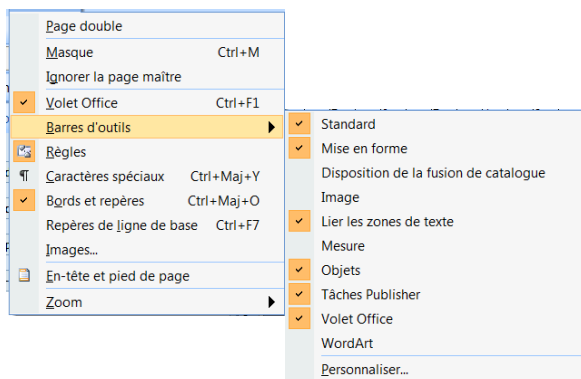 Page double
Masque Ctrl+M
Ignorer la page maître
Volet Office Ctrl+F1
Barres d'outils
Règles
Caractères spéciaux Ctrl+Maj+Y
Bords et repères Ctrl+Maj+O
Repères de ligne de base Ctrl+F7
Images...
En-tête et pied de page
Zoom
Standard
Mise en forme
Disposition de la fusion de catalogue
Image
Lier les zones de texte
Mesure
Objets
Tâches Publisher
Volet Office
WordArt
Personnaliser...